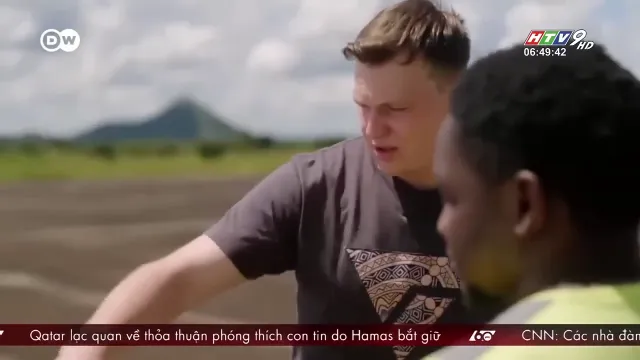 DW
HTV9 HD
06:49:42
Qatar lạc quan về thỏa thuận phóng thích con tin do Hamas bắt giữ
CNN: Các nhà đàn